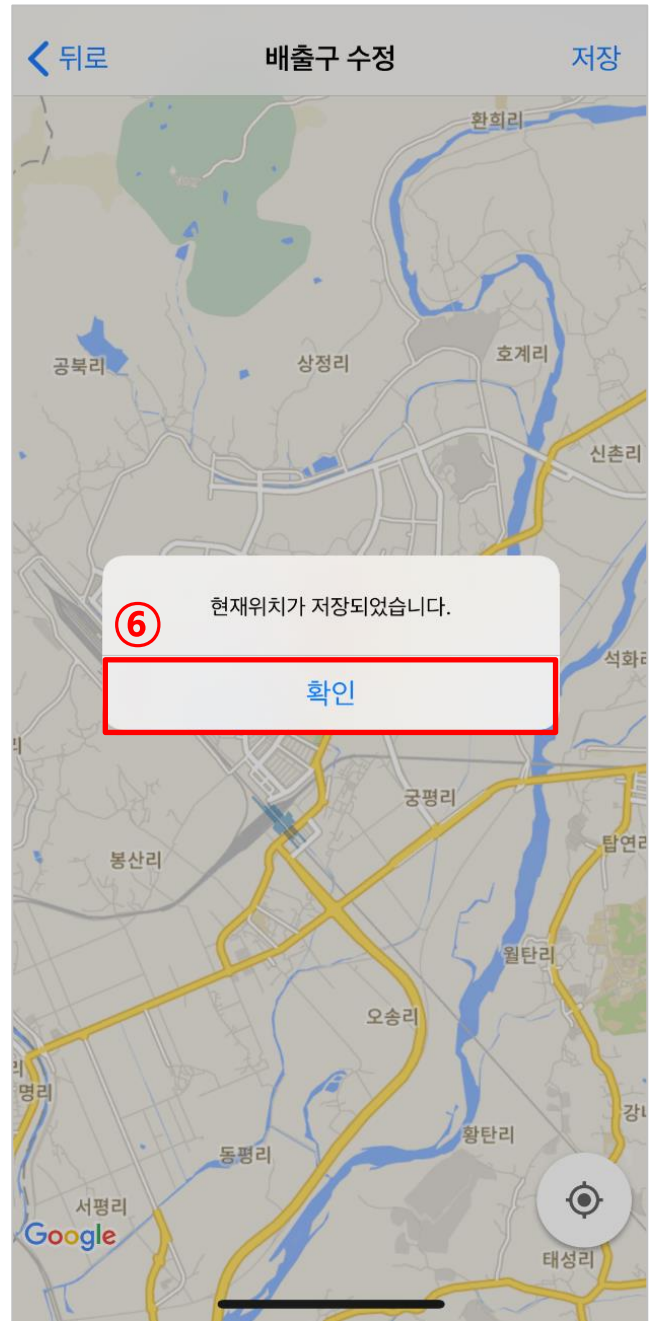 뒤로 배출구 수정 저장
환희리
공북리 상정리 호계리
신촌리
⑥ 현재위치가 저장되었습니다.
석화리
확인
궁평리
봉산리 탑연리
월탄리
오송리
리
명리
강내
황탄리
동평리
서평리
Google
태성리